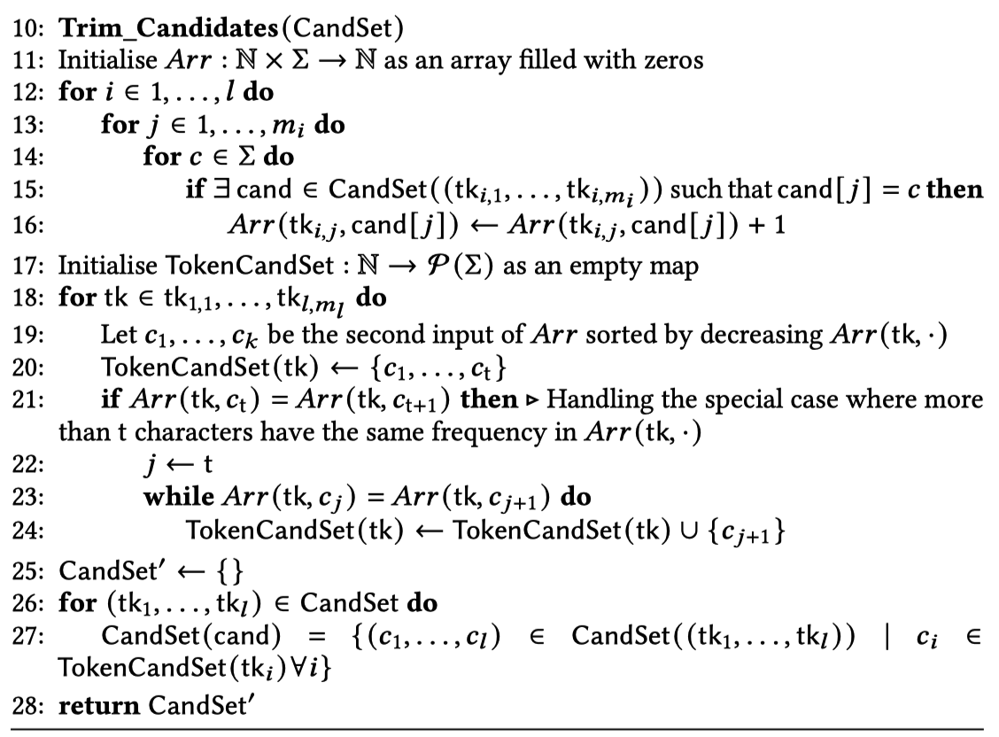 10: Trim_Candidates(CandSet)
11: Initialise Arr : ℕ × Σ → ℕ as an array filled with zeros
12: for i ∈ 1, . . . , l do
13: for j ∈ 1, . . . , mᵢ do
14: for c ∈ Σ do
15: if ∃ cand ∈ CandSet((tk_{i,1}, . . . , tk_{i,m_i})) such that cand[j] = c then
16: Arr(tk_{i,j}, cand[j]) ← Arr(tk_{i,j}, cand[j]) + 1
17: Initialise TokenCandSet : ℕ → 𝒫(Σ) as an empty map
18: for tk ∈ tk_{1,1}, . . . , tk_{l,m_l} do
19: Let c₁, . . . , c_k be the second input of Arr sorted by decreasing Arr(tk, ·)
20: TokenCandSet(tk) ← {c₁, . . . , c_t}
21: if Arr(tk, c_t) = Arr(tk, c_{t+1}) then ▹ Handling the special case where more
than t characters have the same frequency in Arr(tk, ·)
22: j ← t
23: while Arr(tk, c_j) = Arr(tk, c_{j+1}) do
24: TokenCandSet(tk) ← TokenCandSet(tk) ∪ {c_{j+1}}
25: CandSet′ ← {}
26: for (tk₁, . . . , tk_l) ∈ CandSet do
27: CandSet(cand) = {(c₁, . . . , c_l) ∈ CandSet((tk₁, . . . , tk_l)) | c_i ∈
TokenCandSet(tk_i)∀i}
28: return CandSet′